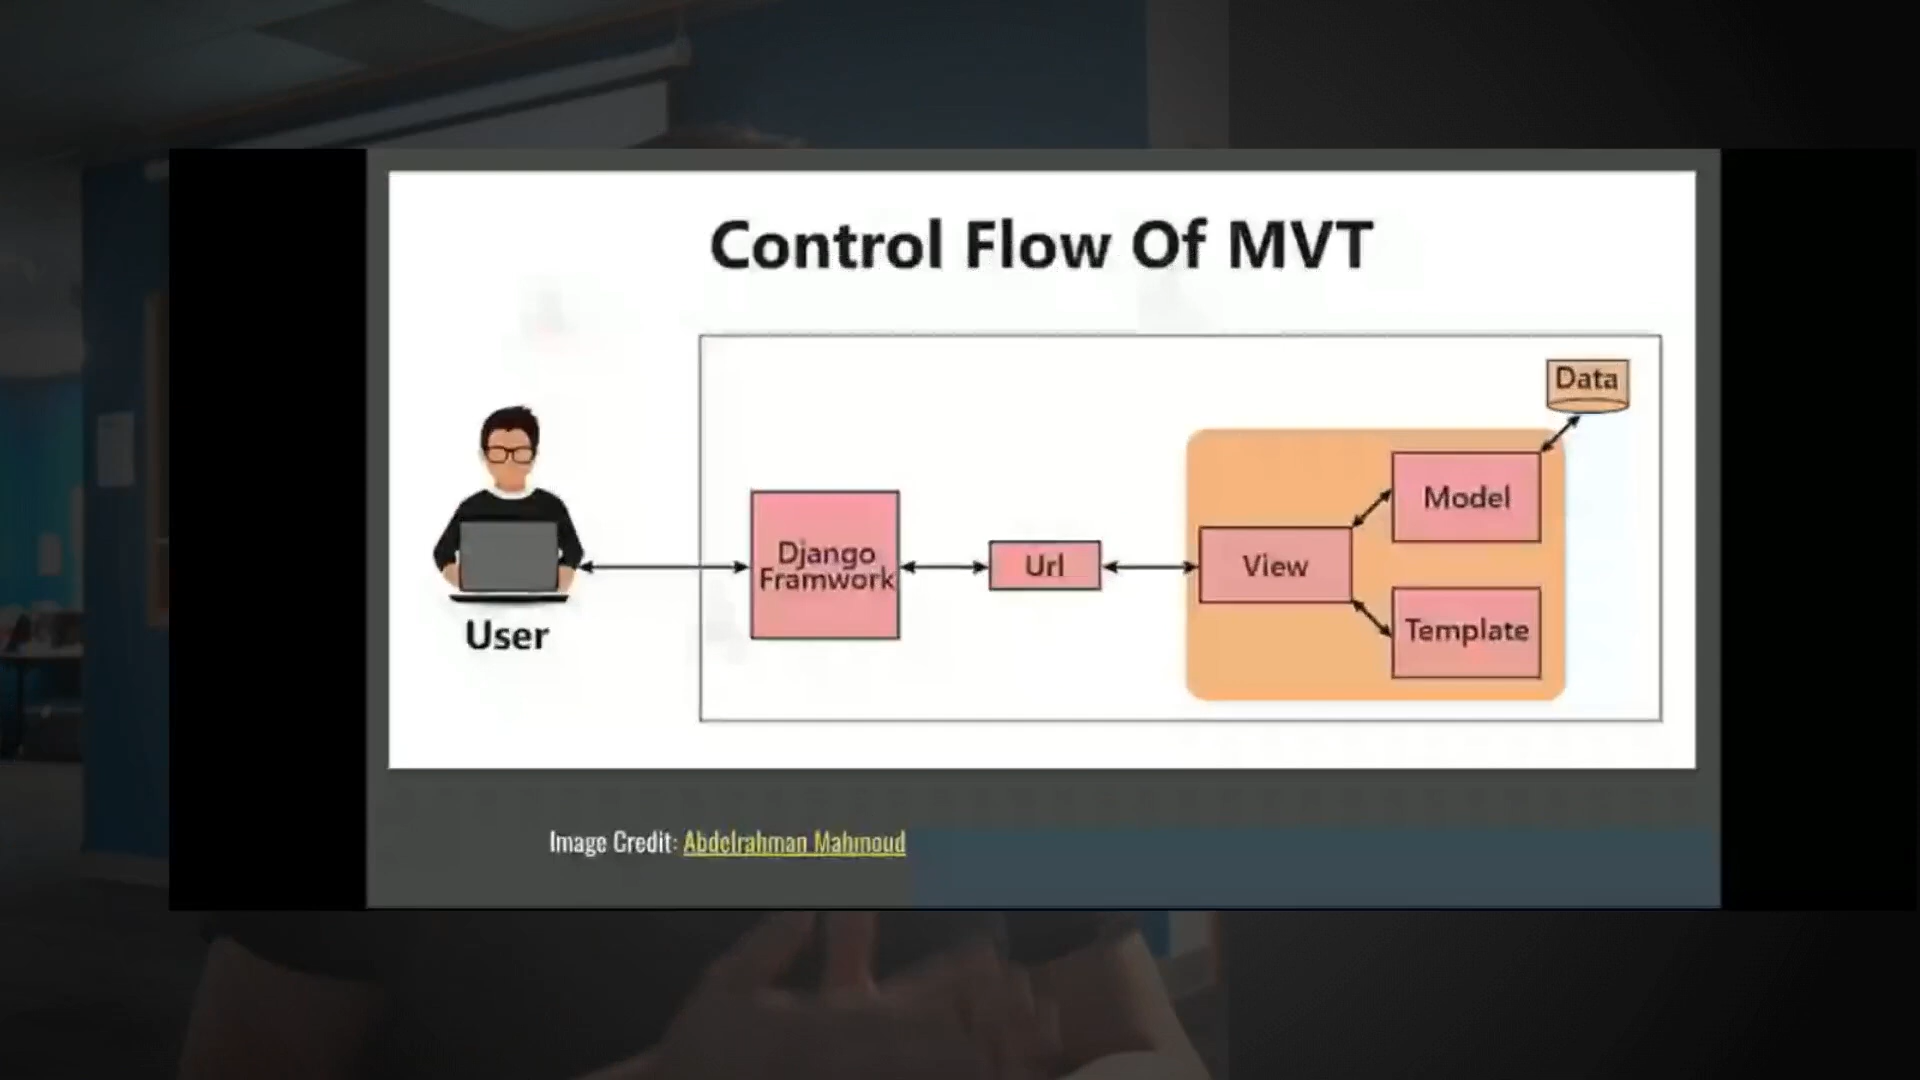 Control Flow Of MVT
Data
Model
Django
Framwork
Url
View
Template
User
Image Credit: Abdelrahman Mahmoud